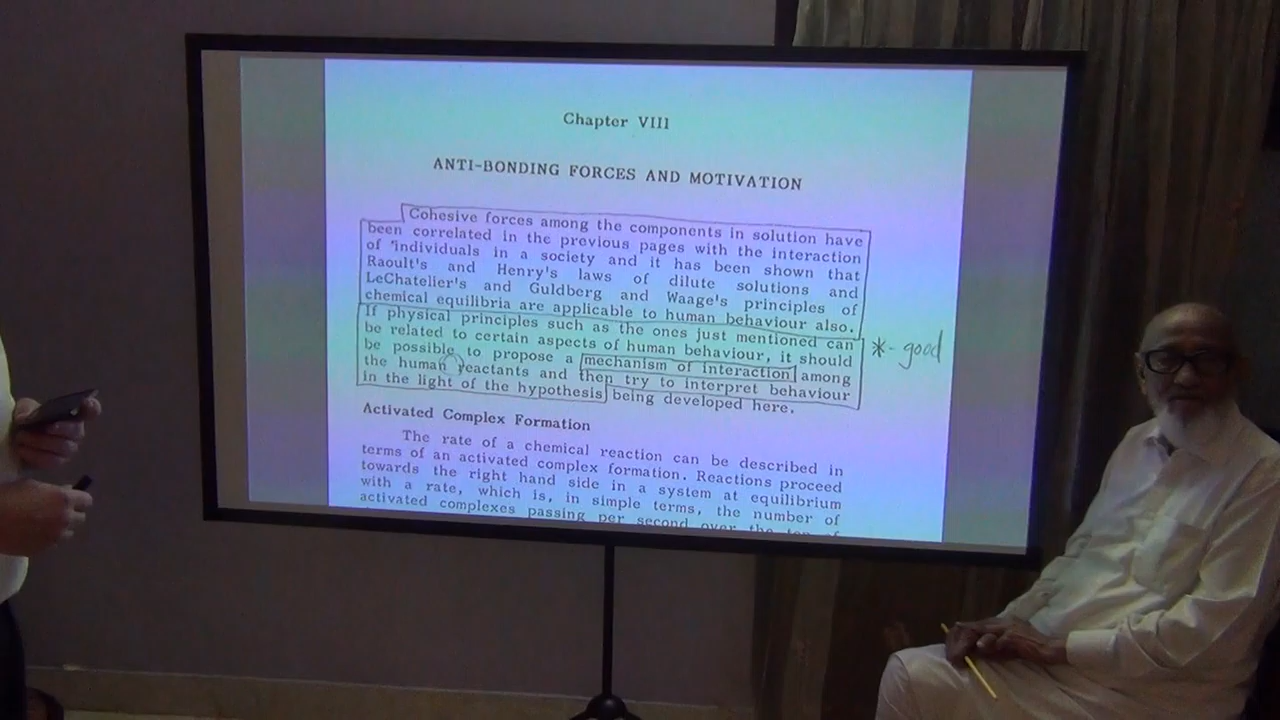 Chapter VIII
ANTI-BONDING FORCES AND MOTIVATION
Cohesive forces among the components in solution have
been correlated in the previous pages with the interaction
of individuals in a society and it has been shown that
Raoult's and Henry's laws of dilute solutions and
LeChatelier's and Guldberg and Waage's principles of
chemical equilibria are applicable to human behaviour also.
If physical principles such as the ones just mentioned can
be related to certain aspects of human behaviour, it should
be possible to propose a mechanism of interaction among
the human reactants and then try to interpret behaviour
in the light of the hypothesis being developed here.
*- good
Activated Complex Formation
The rate of a chemical reaction can be described in
terms of an activated complex formation. Reactions proceed
towards the right hand side in a system at equilibrium
with a rate, which is, in simple terms, the number of
activated complexes passing per second over the top of